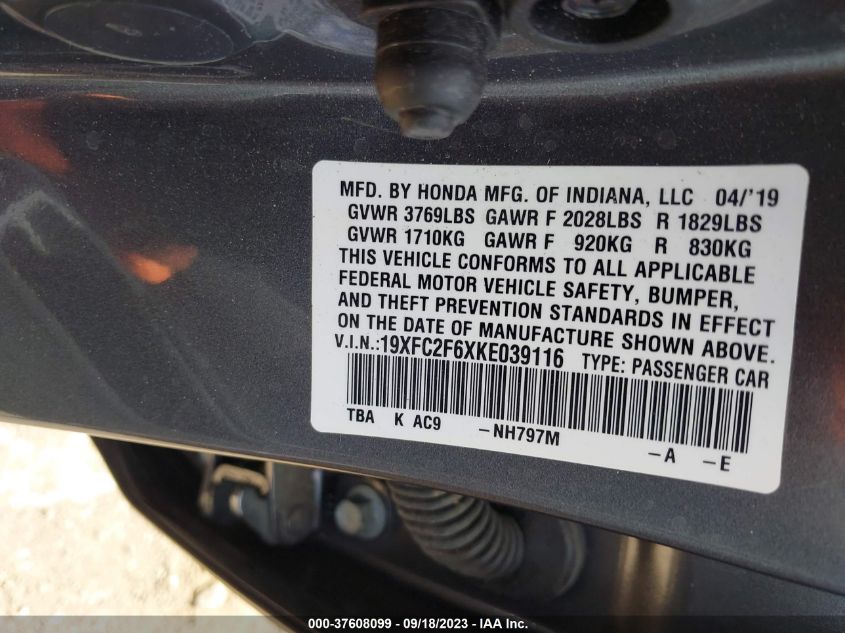 MFD. BY HONDA MFG. OF INDIANA, LLC 04/'19
GVWR 3769LBS GAWR F 2028LBS R 1829LBS
GVWR 1710KG GAWR F 920KG R 830KG
THIS VEHICLE CONFORMS TO ALL APPLICABLE
FEDERAL MOTOR VEHICLE SAFETY, BUMPER,
AND THEFT PREVENTION STANDARDS IN EFFECT
ON THE DATE OF MANUFACTURE SHOWN ABOVE.
V.I.N.:19XFC2F6XKE039116 TYPE: PASSENGER CAR
TBA K AC9 -NH797M
-A -E
000-37608099 - 09/18/2023 - IAA Inc.